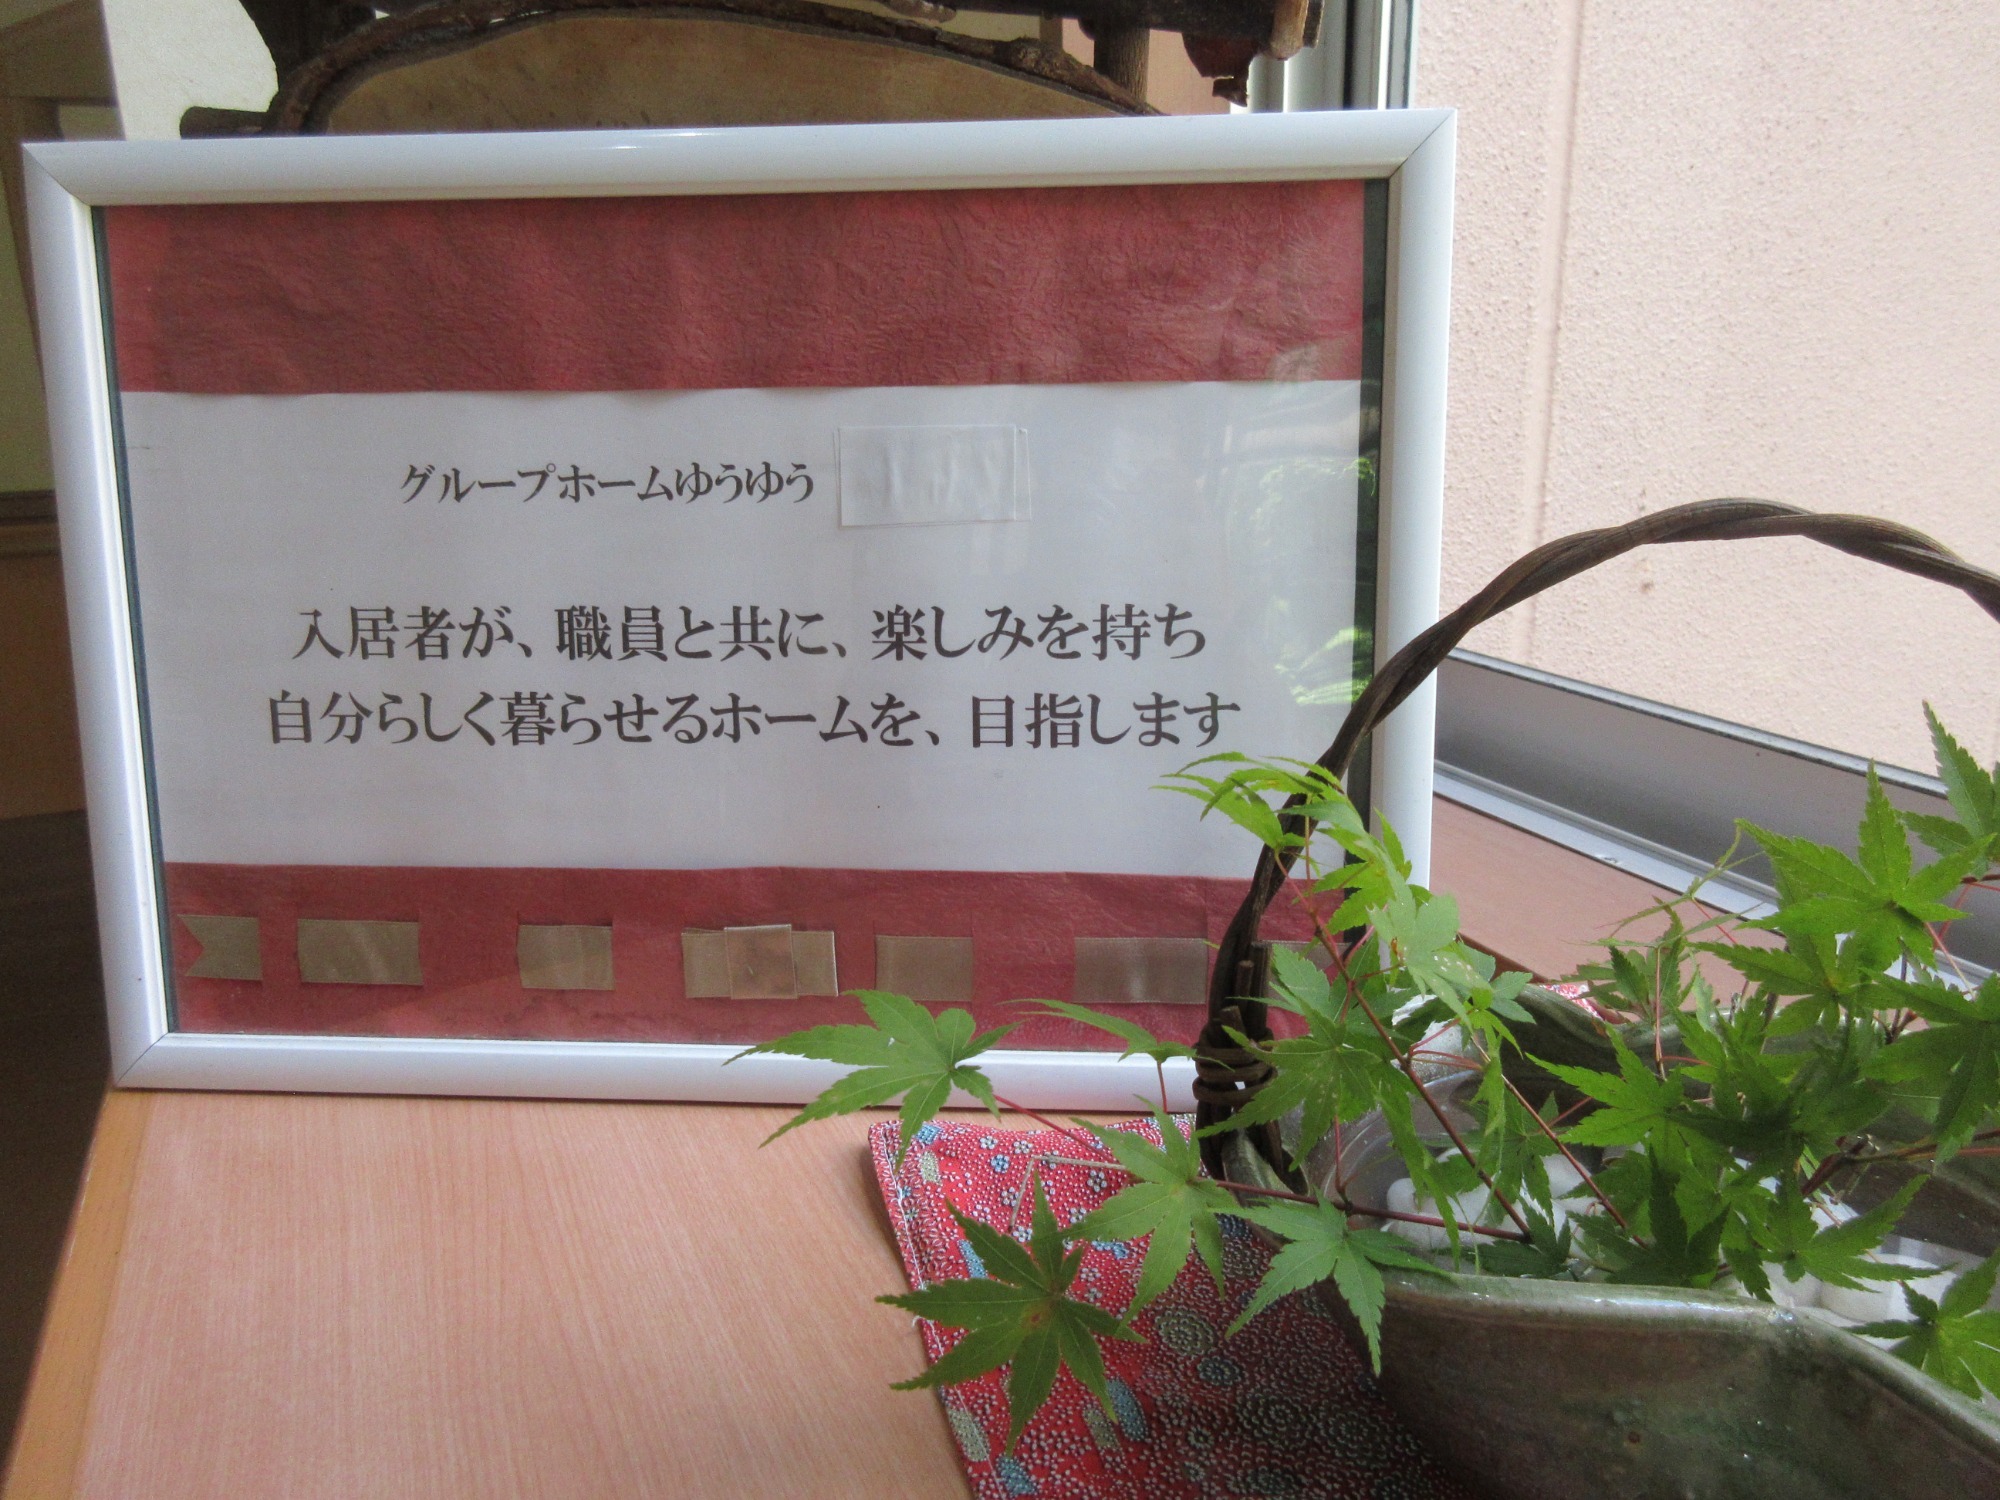 グループホームゆうゆう
入居者が、職員と共に、楽しみを持ち
自分らしく暮らせるホームを、目指します